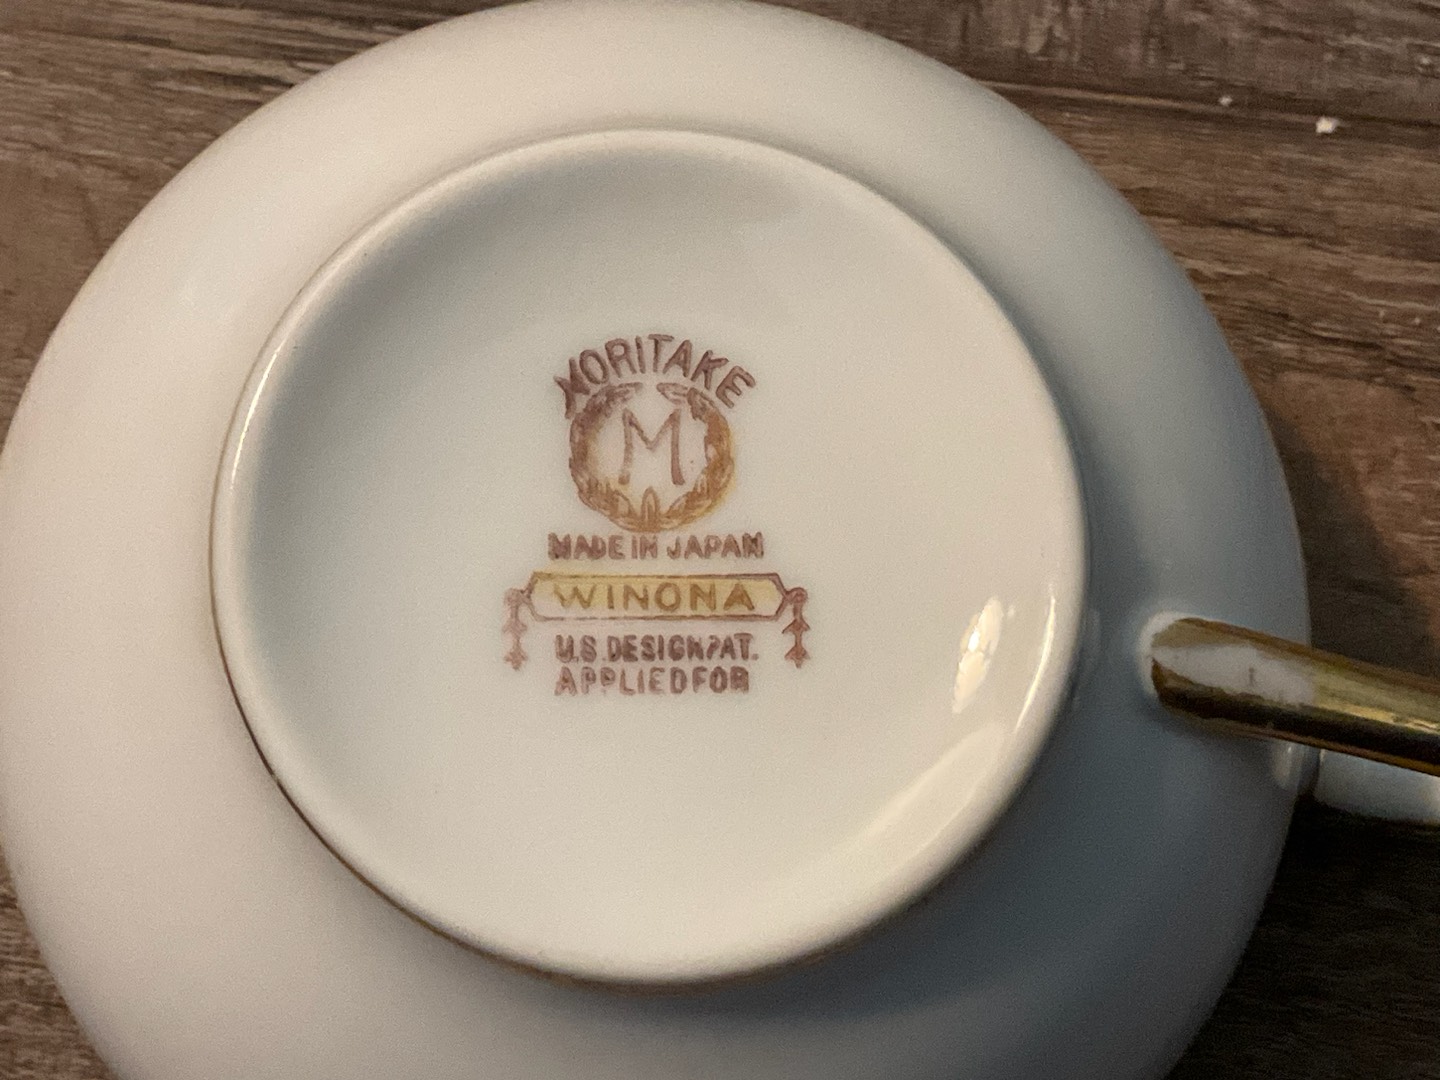 NORITAKE
M
MADE IN JAPAN
WINONA
U.S. DESIGN PAT.
APPLIED FOR